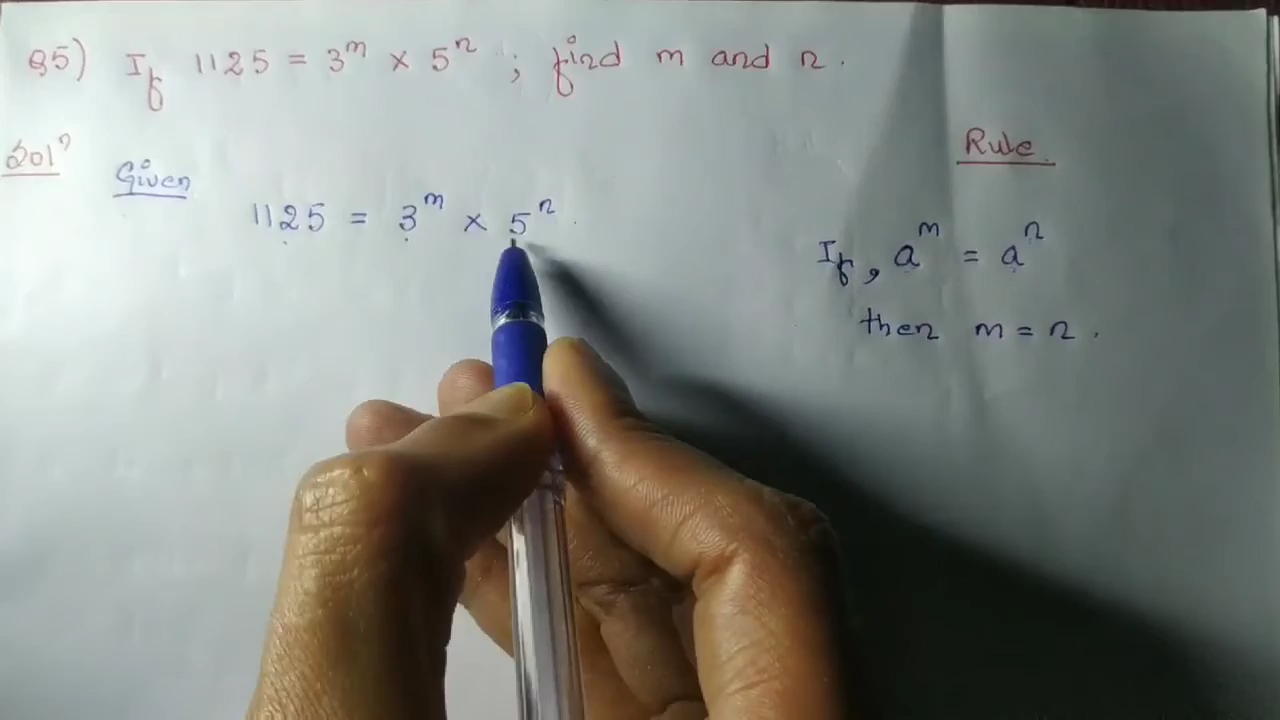 Q5) If 1125 = 3^m × 5^n ; find m and n.
Solⁿ
Given
1125 = 3^m × 5^n.
Rule.
If, a^m = a^n
then m = n.